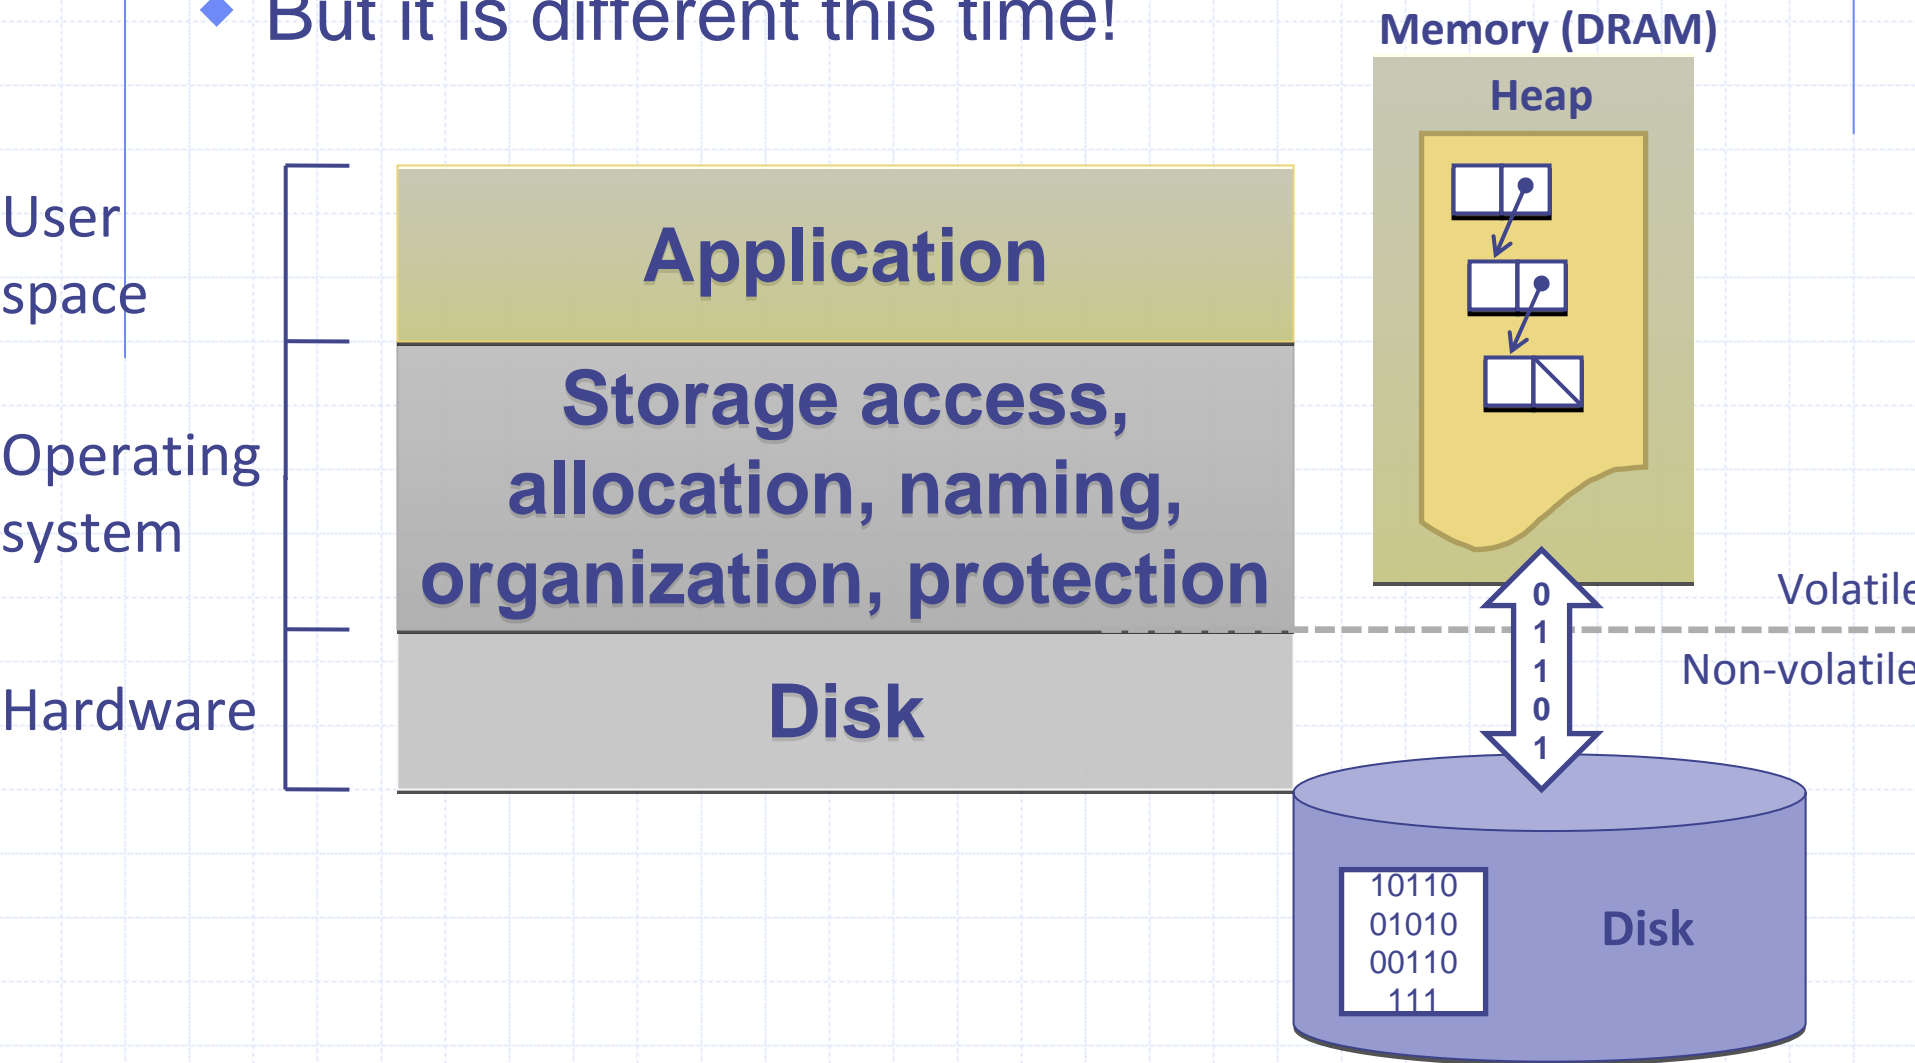 But it is different this time!
Memory (DRAM)
Heap
User
space
Application
Operating
system
Storage access,
allocation, naming,
organization, protection
Hardware
Disk
Volatile
Non-volatile
0
1
1
0
1
10110
01010
00110
111
Disk